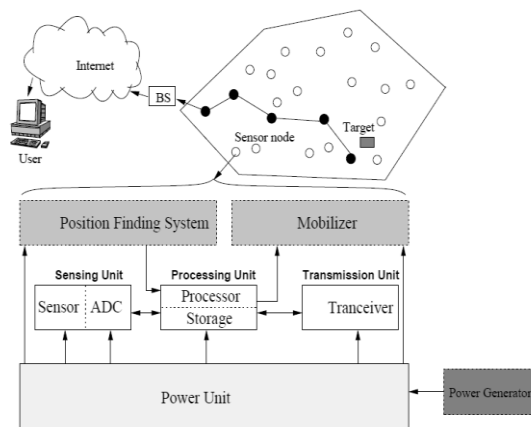 Internet
BS
User
Sensor node
Target
Position Finding System
Mobilizer
Sensing Unit
Processing Unit
Transmission Unit
Sensor
ADC
Processor
Storage
Tranceiver
Power Unit
Power Generator